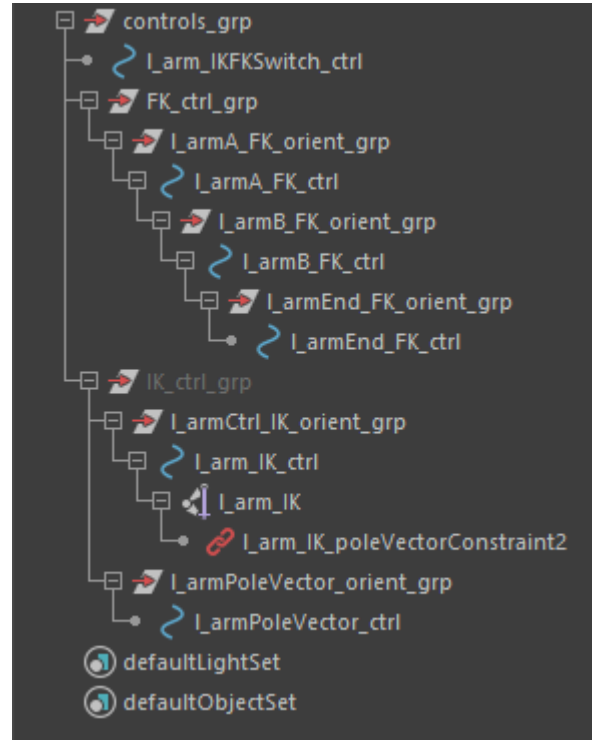 controls_grp
l_arm_IKFKSwitch_ctrl
FK_ctrl_grp
l_armA_FK_orient_grp
l_armA_FK_ctrl
l_armB_FK_orient_grp
l_armB_FK_ctrl
l_armEnd_FK_orient_grp
l_armEnd_FK_ctrl
IK_ctrl_grp
l_armCtrl_IK_orient_grp
l_arm_IK_ctrl
l_arm_IK
l_arm_IK_poleVectorConstraint2
l_armPoleVector_orient_grp
l_armPoleVector_ctrl
defaultLightSet
defaultObjectSet